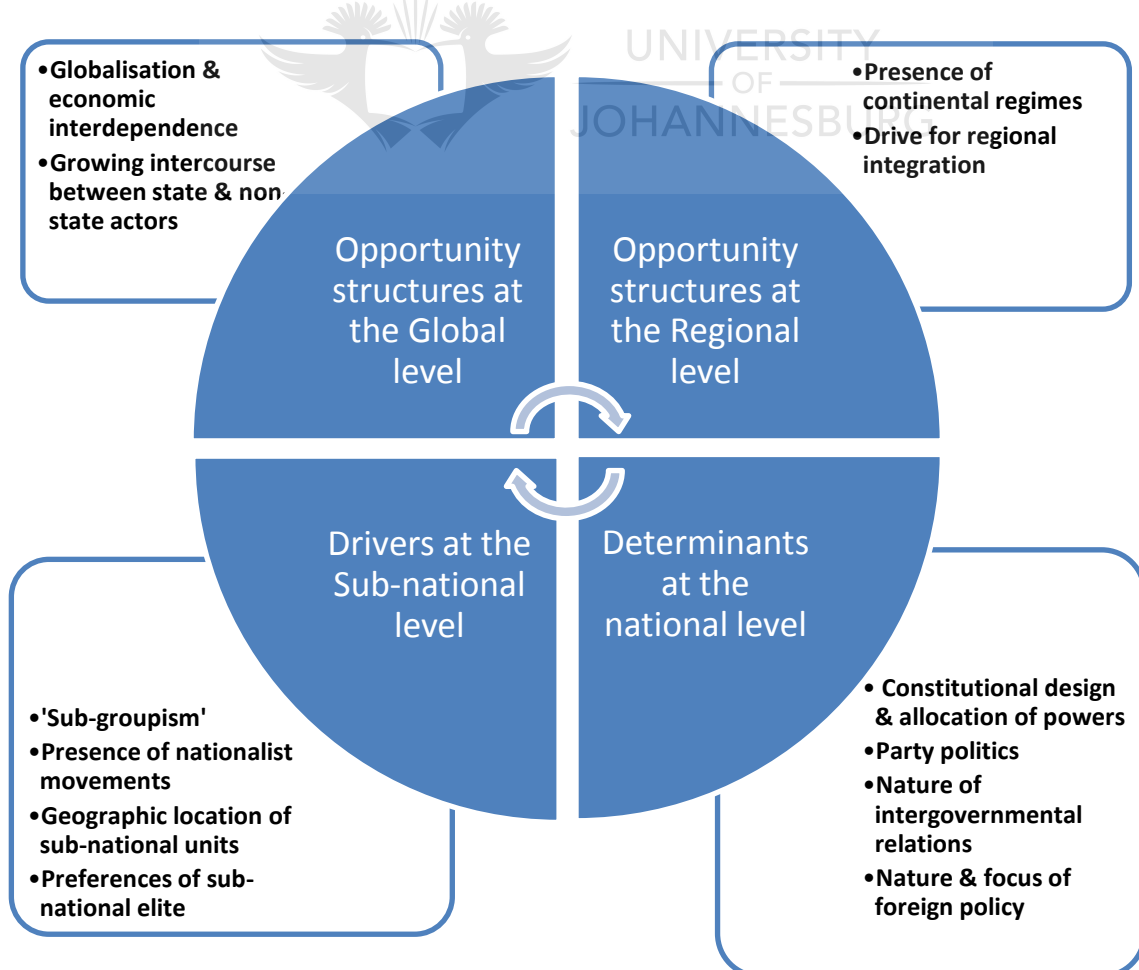 UNIVERSITY
OF
JOHANNESBURG
•Globalisation &
economic
interdependence
•Growing intercourse
between state & non-
state actors
•Presence of
continental regimes
•Drive for regional
integration
Opportunity
structures at
the Global
level
Opportunity
structures at
the Regional
level
Drivers at the
Sub-national
level
Determinants
at the
national level
•'Sub-groupism'
•Presence of nationalist
movements
•Geographic location of
sub-national units
•Preferences of sub-
national elite
• Constitutional design
& allocation of powers
•Party politics
•Nature of
intergovernmental
relations
•Nature & focus of
foreign policy